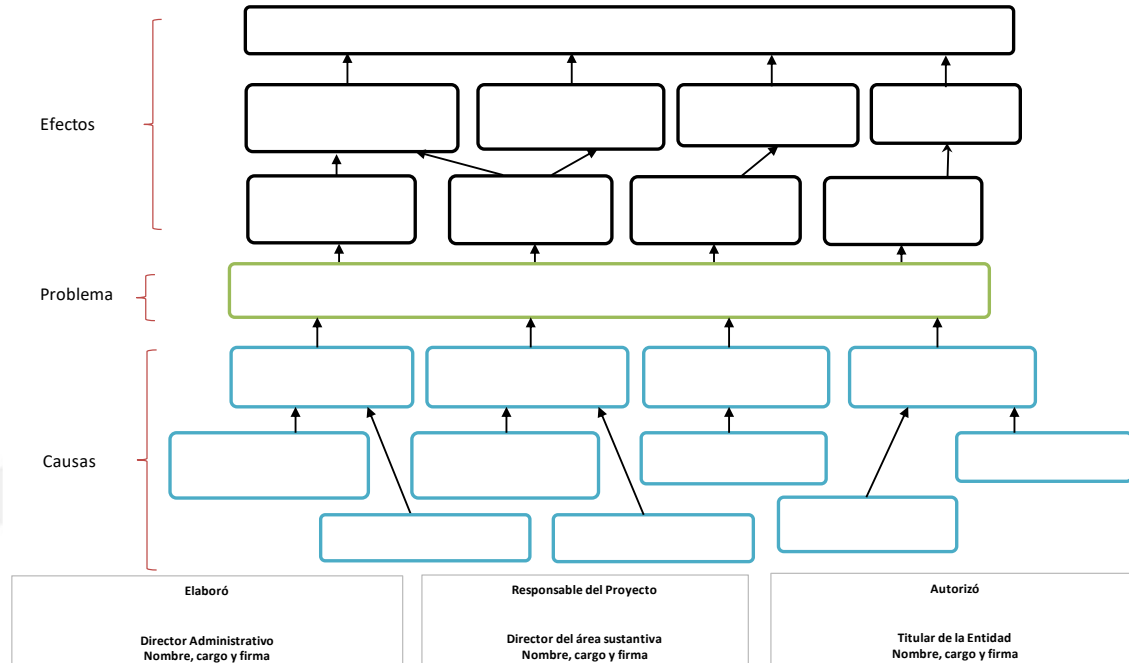 Efectos
Problema
Causas
Elaboró
Director Administrativo
Nombre, cargo y firma
Responsable del Proyecto
Director del área sustantiva
Nombre, cargo y firma
Autorizó
Titular de la Entidad
Nombre, cargo y firma